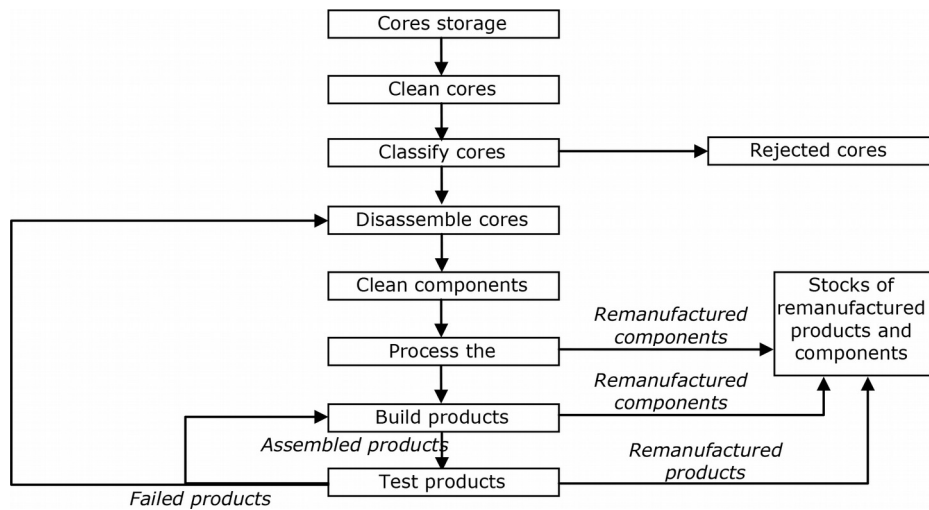 Cores storage
Clean cores
Classify cores
Rejected cores
Disassemble cores
Clean components
Stocks of
remanufactured
products and
components
Remanufactured
components
Process the
Remanufactured
components
Build products
Assembled products
Remanufactured
products
Test products
Failed products